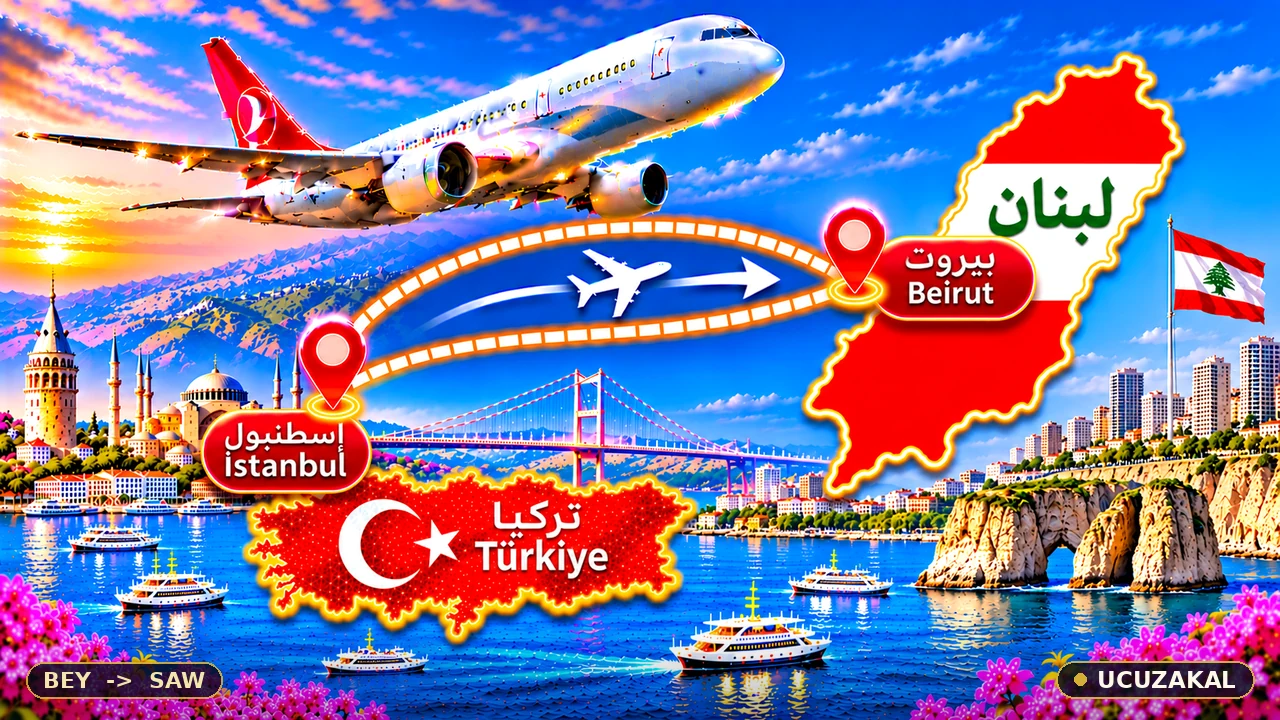 لبنان
بيروت
Beirut
إسطنبول
İstanbul
تركيا
Türkiye
BEY -> SAW
UCUZAKAL